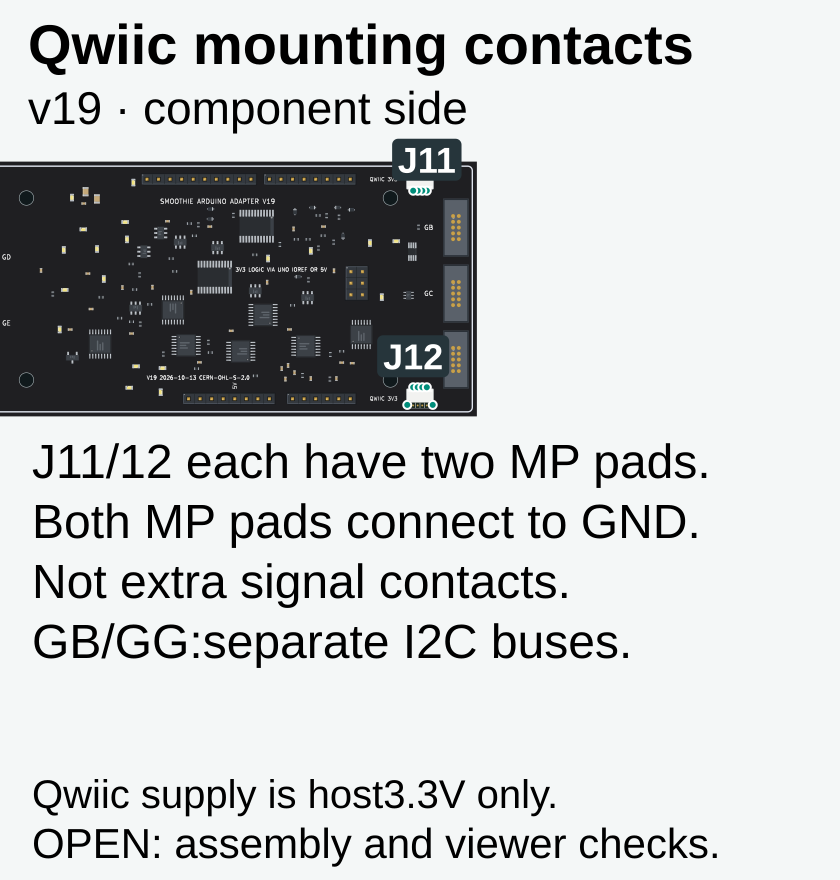 Qwiic mounting contacts
v19 · component side
J11
QWIIC 3V3
SMOOTHIE ARDUINO ADAPTER V19
GB
GD
3V3 LOGIC VIA UNO IOREF OR 5V
GC
GE
J12
V19 2026-10-13 CERN-OHL-S-2.0
5V
QWIIC 3V3
J11/12 each have two MP pads.
Both MP pads connect to GND.
Not extra signal contacts.
GB/GG:separate I2C buses.
Qwiic supply is host3.3V only.
OPEN: assembly and viewer checks.